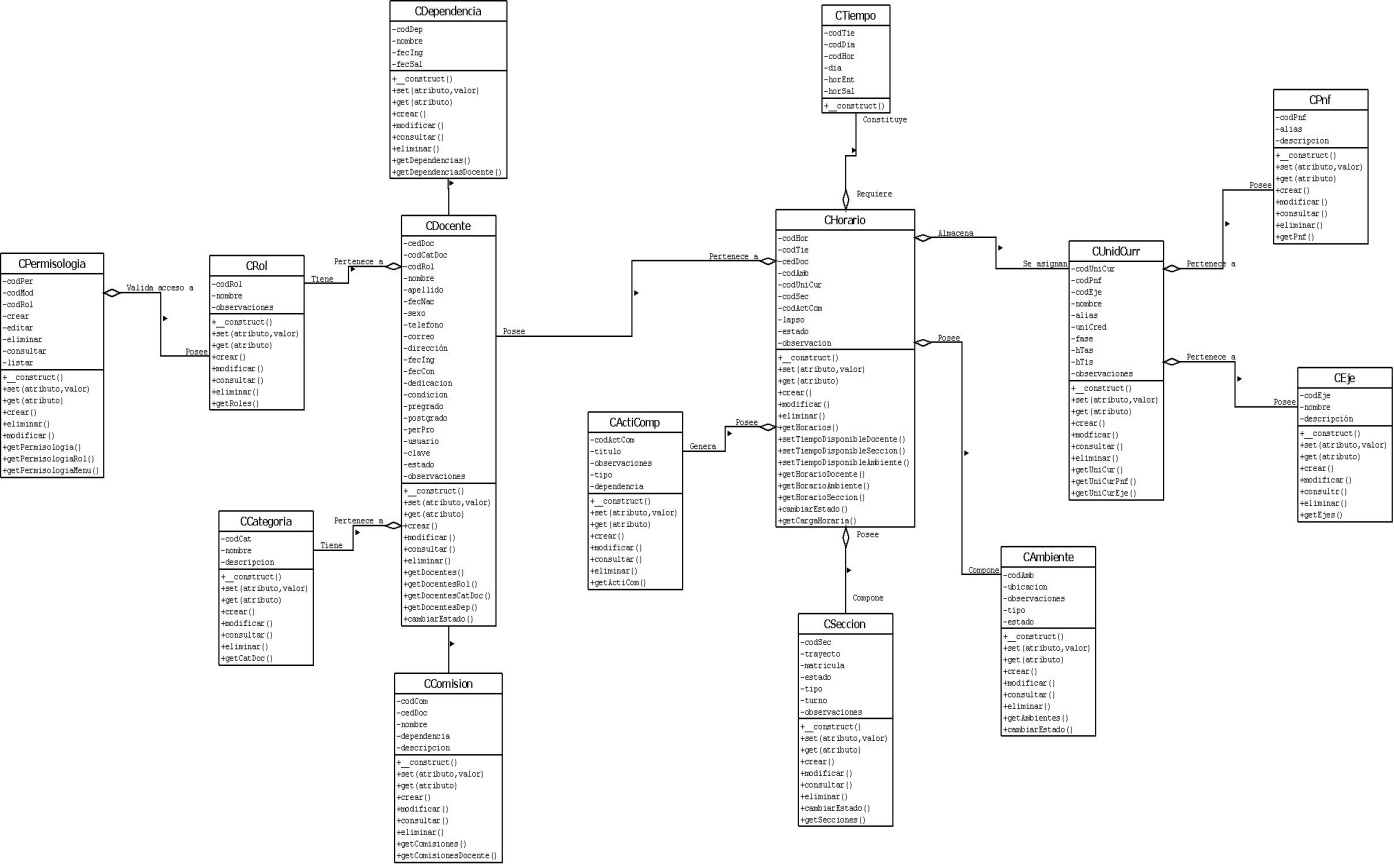 CDependencia
-codDep
-nombre
-fecIng
-fecSal
+__construct()
+set(atributo,valor)
+get(atributo)
+crear()
+modificar()
+consultar()
+eliminar()
+getDependencias()
+getDependenciasDocente()
CTiempo
-codTie
-codDia
-codHor
-dia
-horEnt
-horSal
+__construct()
Constituye
Requiere
CPnf
-codPnf
-alias
-descripcion
+__construct()
+set(atributo,valor)
+get(atributo)
+crear()
+modificar()
+consultar()
+eliminar()
+getPnf()
Posee
Pertenece a
CPermisologia
-codPer
-codMod
-codRol
-crear
-editar
-eliminar
-consultar
-listar
+__construct()
+set(atributo,valor)
+get(atributo)
+crear()
+eliminar()
+modificar()
+getPermisologia()
+getPermisologiaRol()
+getPermisologiaMenu()
Valida acceso a
Posee
CRol
-codRol
-nombre
-observaciones
+__construct()
+set(atributo,valor)
+get(atributo)
+crear()
+modificar()
+consultar()
+eliminar()
+getRoles()
Tiene
Pertenece a
CDocente
-cedDoc
-codCatDoc
-codRol
-nombre
-apellido
-fecNac
-sexo
-telefono
-correo
-dirección
-fecIng
-fecCon
-dedicacion
-condicion
-pregrado
-postgrado
-perPro
-usuario
-clave
-estado
-observaciones
+__construct()
+set(atributo,valor)
+get(atributo)
+crear()
+modificar()
+consultar()
+eliminar()
+getDocentes()
+getDocentesRol()
+getDocentesCatDoc()
+getDocentesDep()
+cambiarEstado()
Posee
Pertenece a
CHorario
-codHor
-codTie
-cedDoc
-codAmb
-codUniCur
-codSec
-codActCom
-lapso
-estado
-observacion
+__construct()
+set(atributo,valor)
+get(atributo)
+crear()
+modificar()
+eliminar()
+getHorarios()
+setTiempoDisponibleDocente()
+setTiempoDisponibleSeccion()
+setTiempoDisponibleAmbiente()
+getHorarioDocente()
+getHorarioAmbiente()
+getHorarioSeccion()
+cambiarEstado()
+getCargaHoraria()
Almacena
Se asignan
CUnidCurr
-codUniCur
-codPnf
-codEje
-nombre
-alias
-uniCred
-fase
-hTas
-hTis
-observaciones
+__construct()
+set(atributo,valor)
+get(atributo)
+crear()
+modficar()
+consultar()
+eliminar()
+getUniCur()
+getUniCurPnf()
+getUniCurEje()
Pertenece a
Posee
CEje
-codEje
-nombre
-descripción
+__construct()
+set(atributo,valor)
+get(atributo)
+crear()
+modificar()
+consultr()
+eliminar()
+getEjes()
CCategoria
-codCat
-nombre
-descripcion
+__construct()
+set(atributo,valor)
+get(atributo)
+crear()
+modificar()
+consultar()
+eliminar()
+getCatDoc()
Tiene
Pertenece a
CActiComp
-codActCom
-titulo
-observaciones
-tipo
-dependencia
+__construct()
+set(atributo,valor)
+get(atributo)
+crear()
+modificar()
+consultar()
+eliminar()
+getActiCom()
Genera
Posee
Posee
Compone
CAmbiente
-codAmb
-ubicacion
-observaciones
-tipo
-estado
+__construct()
+set(atributo,valor)
+get(atributo)
+crear()
+modificar()
+consultar()
+eliminar()
+getAmbientes()
+cambiarEstado()
Posee
Compone
CSeccion
-codSec
-trayecto
-matricula
-estado
-tipo
-turno
-observaciones
+__construct()
+set(atributo,valor)
+get(atributo)
+crear()
+modificar()
+consultar()
+eliminar()
+cambiarEstado()
+getSecciones()
CComision
-codCom
-cedDoc
-nombre
-dependencia
-descripcion
+__construct()
+set(atributo,valor)
+get(atributo)
+crear()
+modificar()
+consultar()
+eliminar()
+getComisiones()
+getComisionesDocente()